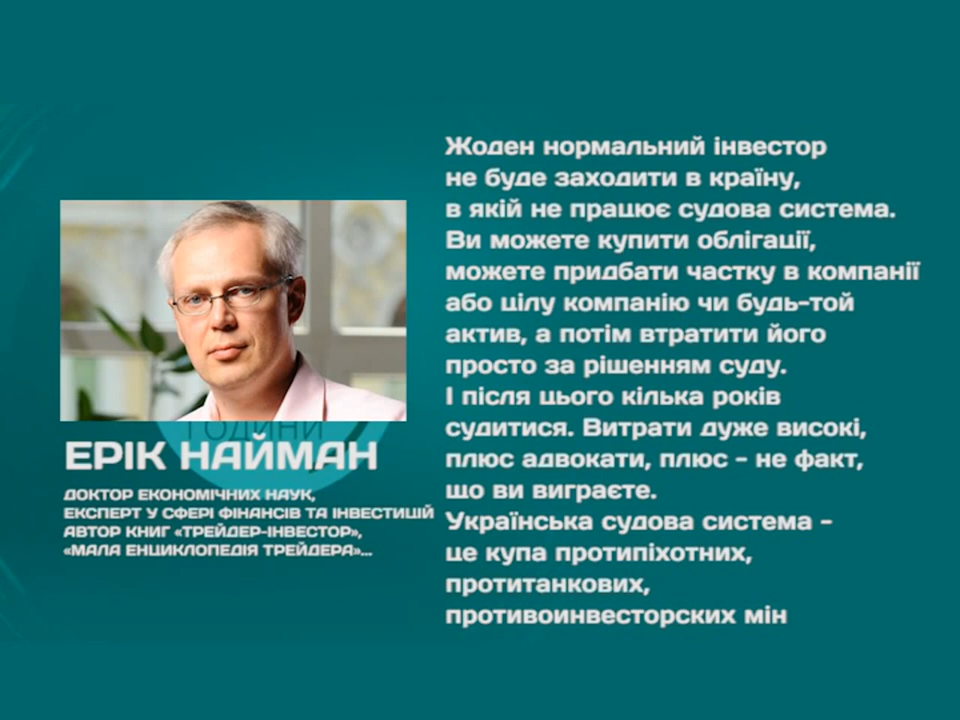 Жоден нормальний інвестор
не буде заходити в країну,
в якій не працює судова система.
Ви можете купити облігації,
можете придбати частку в компанії
або цілу компанію чи будь-той
актив, а потім втратити його
просто за рішенням суду.
І після цього кілька років
судитися. Витрати дуже високі,
плюс адвокати, плюс - не факт,
що ви виграєте.
Українська судова система -
це купа протипіхотних,
протитанкових,
противоинвесторских мін
ГОДИНИ
ЕРІК НАЙМАН
ДОКТОР ЕКОНОМІЧНИХ НАУК,
ЕКСПЕРТ У СФЕРІ ФІНАНСІВ ТА ІНВЕСТИЦІЙ
АВТОР КНИГ «ТРЕЙДЕР-ІНВЕСТОР»,
«МАЛА ЕНЦИКЛОПЕДІЯ ТРЕЙДЕРА»...